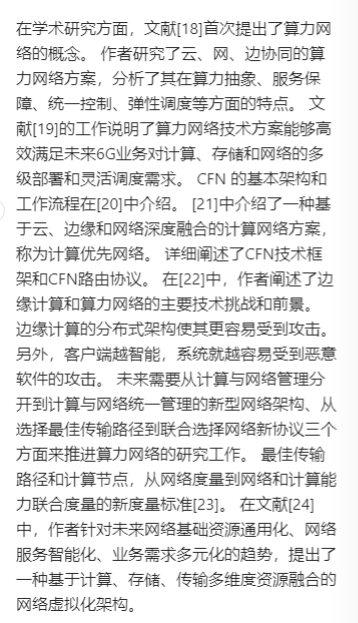 在学术研究方面，文献[18]首次提出了算力网
络的概念。 作者研究了云、网、边协同的算
力网络方案，分析了其在算力抽象、服务保
障、统一控制、弹性调度等方面的特点。 文
献[19]的工作说明了算力网络技术方案能够高
效满足未来6G业务对计算、存储和网络的多
级部署和灵活调度需求。 CFN 的基本架构和
工作流程在[20]中介绍。 [21]中介绍了一种基
于云、边缘和网络深度融合的计算网络方案，
称为计算优先网络。 详细阐述了CFN技术框
架和CFN路由协议。 在[22]中，作者阐述了边
缘计算和算力网络的主要技术挑战和前景。
边缘计算的分布式架构使其更容易受到攻击。
另外，客户端越智能，系统就越容易受到恶意
软件的攻击。 未来需要从计算与网络管理分
开到计算与网络统一管理的新型网络架构、从
选择最佳传输路径到联合选择网络新协议三个
方面来推进算力网络的研究工作。 最佳传输
路径和计算节点，从网络度量到网络和计算能
力联合度量的新度量标准[23]。 在文献[24]
中，作者针对未来网络基础资源通用化、网络
服务智能化、业务需求多元化的趋势，提出了
一种基于计算、存储、传输多维度资源融合的
网络虚拟化架构。